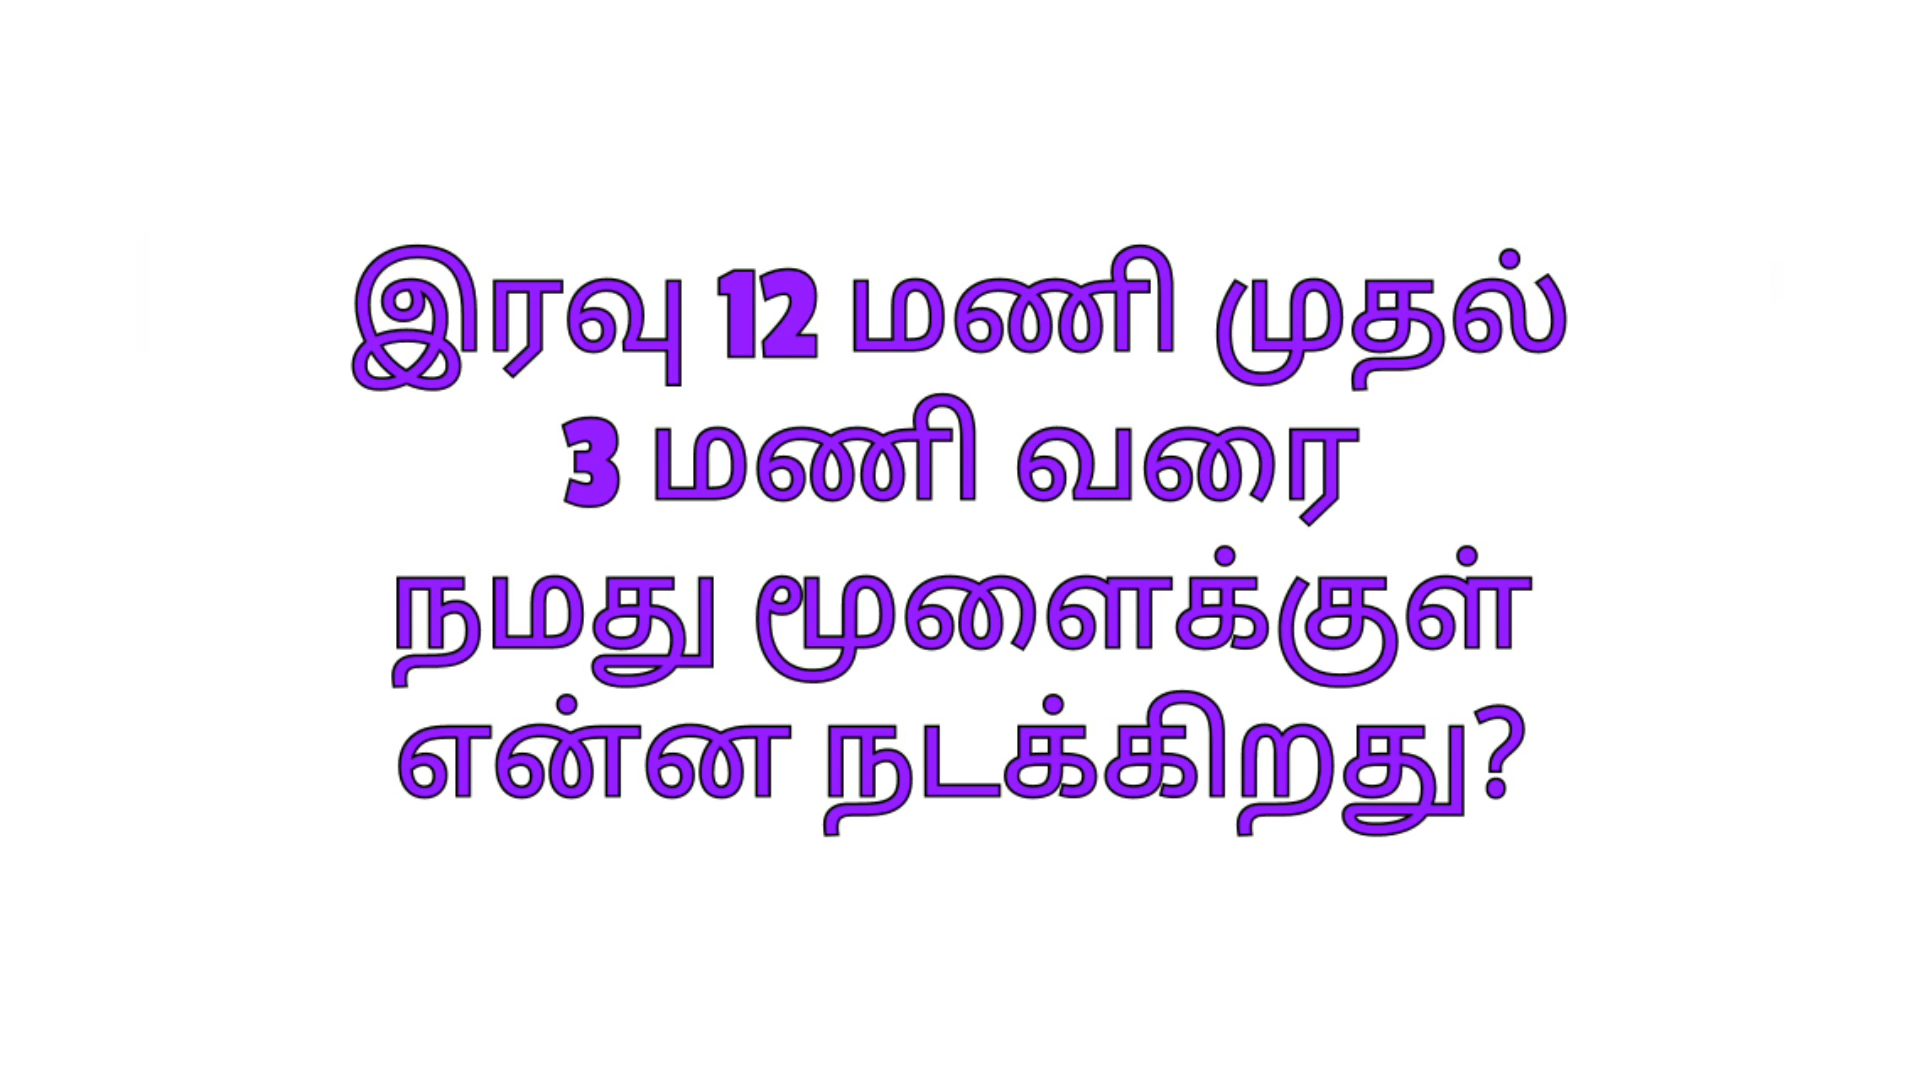 இரவு 12 மணி முதல்
3 மணி வரை
நமது மூளைக்குள்
என்ன நடக்கிறது?